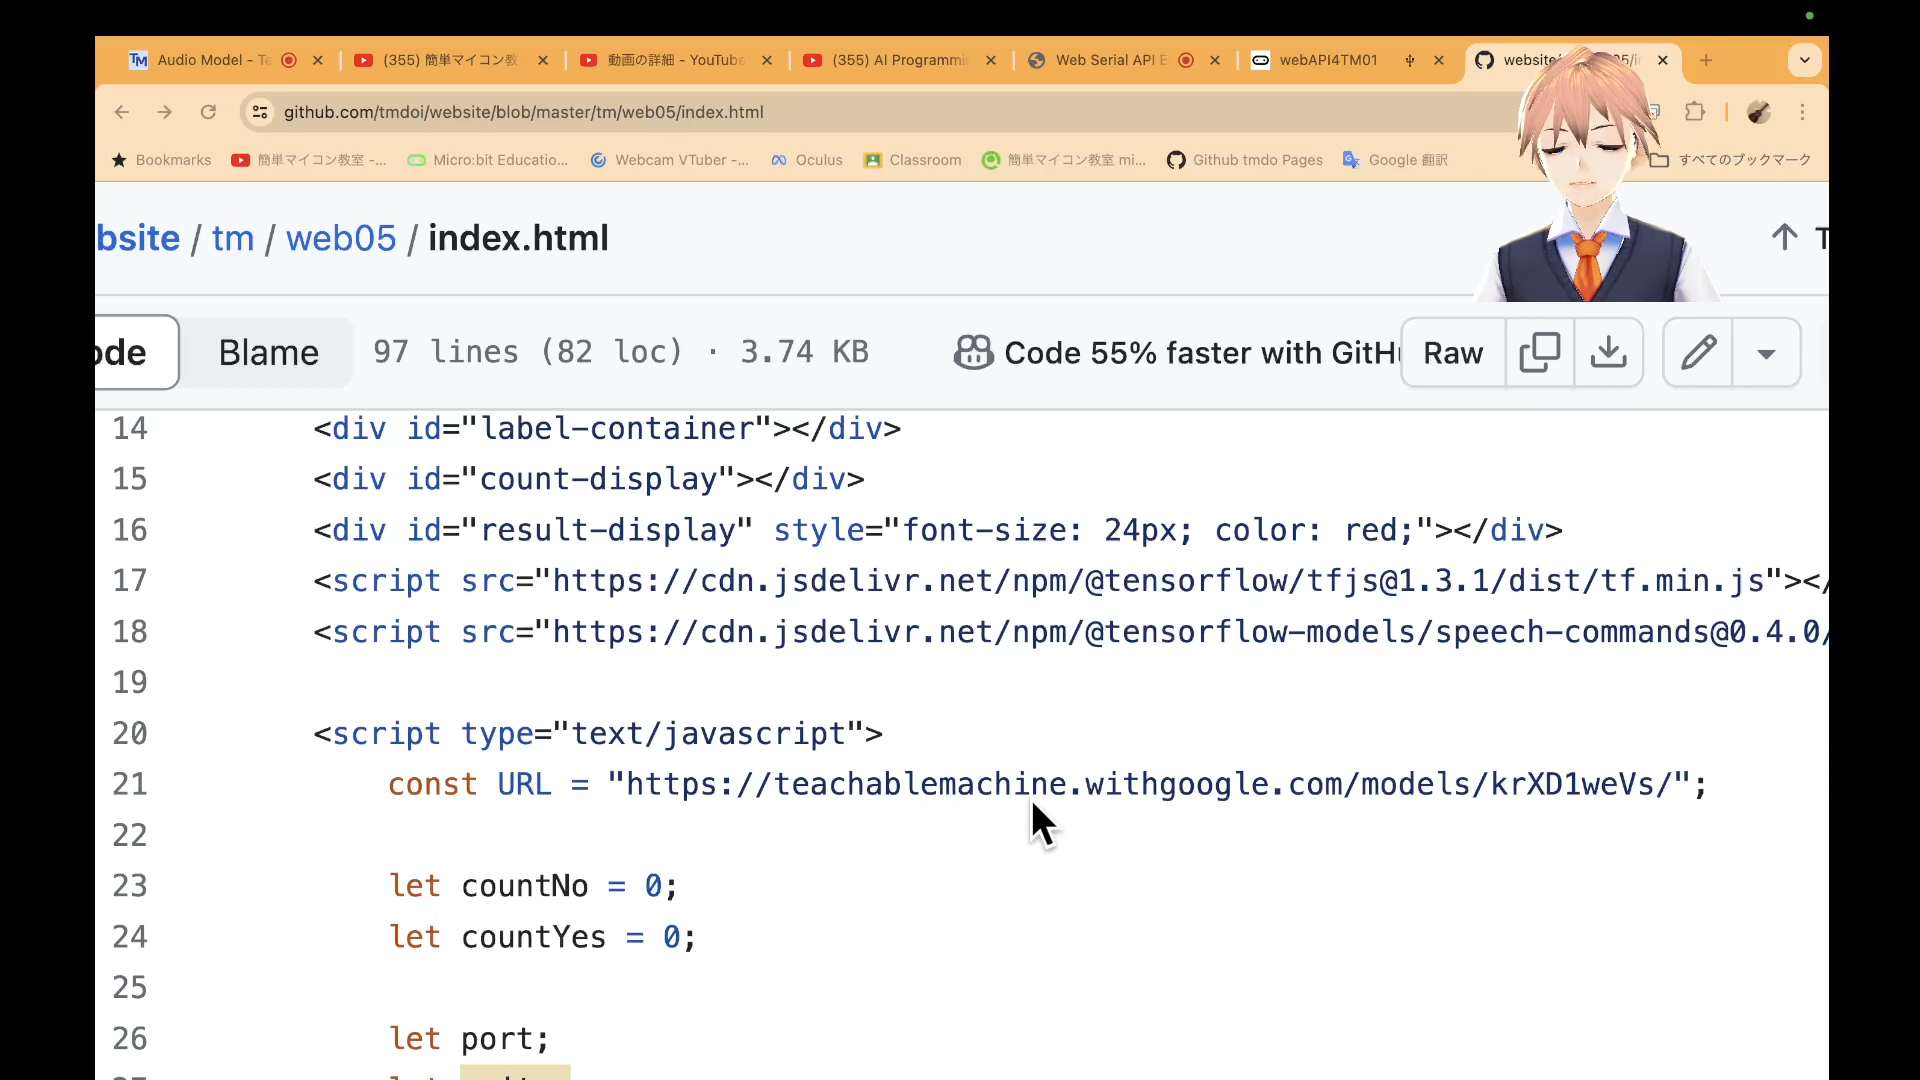 TM Audio Model - Te
(355) 簡単マイコン教
動画の詳細 - YouTube
(355) AI Programmi
Web Serial API E
webAPI4TM01
github.com/tmdoi/website/blob/master/tm/web05/index.html
Bookmarks
簡単マイコン教室 -...
Micro:bit Educatio...
Webcam VTuber -...
Oculus
Classroom
簡単マイコン教室 mi...
Github tmdo Pages
Google 翻訳
すべてのブックマーク
bsite / tm / web05 / index.html
ode
Blame
97 lines (82 loc) · 3.74 KB
Code 55% faster with GitH
Raw
14 <div id="label-container"></div>
15 <div id="count-display"></div>
16 <div id="result-display" style="font-size: 24px; color: red;"></div>
17 <script src="https://cdn.jsdelivr.net/npm/@tensorflow/tfjs@1.3.1/dist/tf.min.js"></
18 <script src="https://cdn.jsdelivr.net/npm/@tensorflow-models/speech-commands@0.4.0/
19
20 <script type="text/javascript">
21 const URL = "https://teachablemachine.withgoogle.com/models/krXD1weVs/";
22
23 let countNo = 0;
24 let countYes = 0;
25
26 let port;